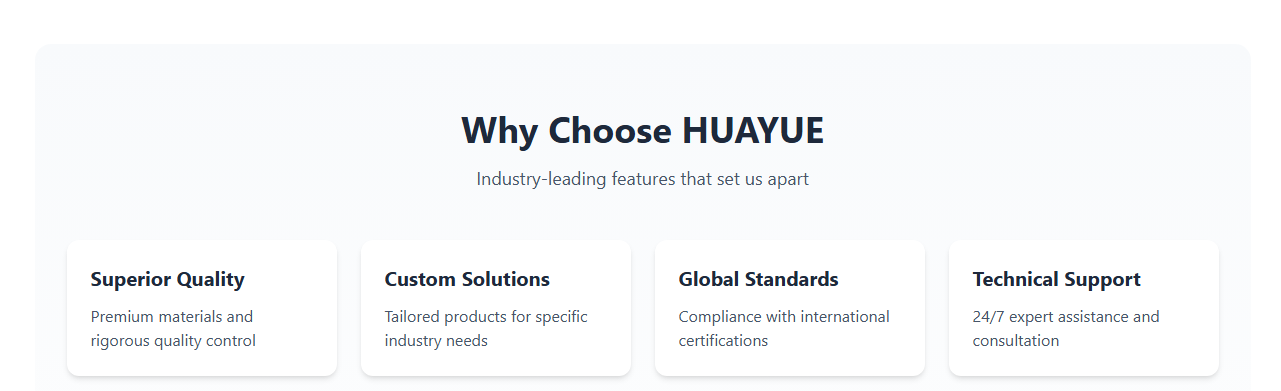 Why Choose HUAYUE
Industry-leading features that set us apart
Superior Quality
Premium materials and
rigorous quality control
Custom Solutions
Tailored products for specific
industry needs
Global Standards
Compliance with international
certifications
Technical Support
24/7 expert assistance and
consultation